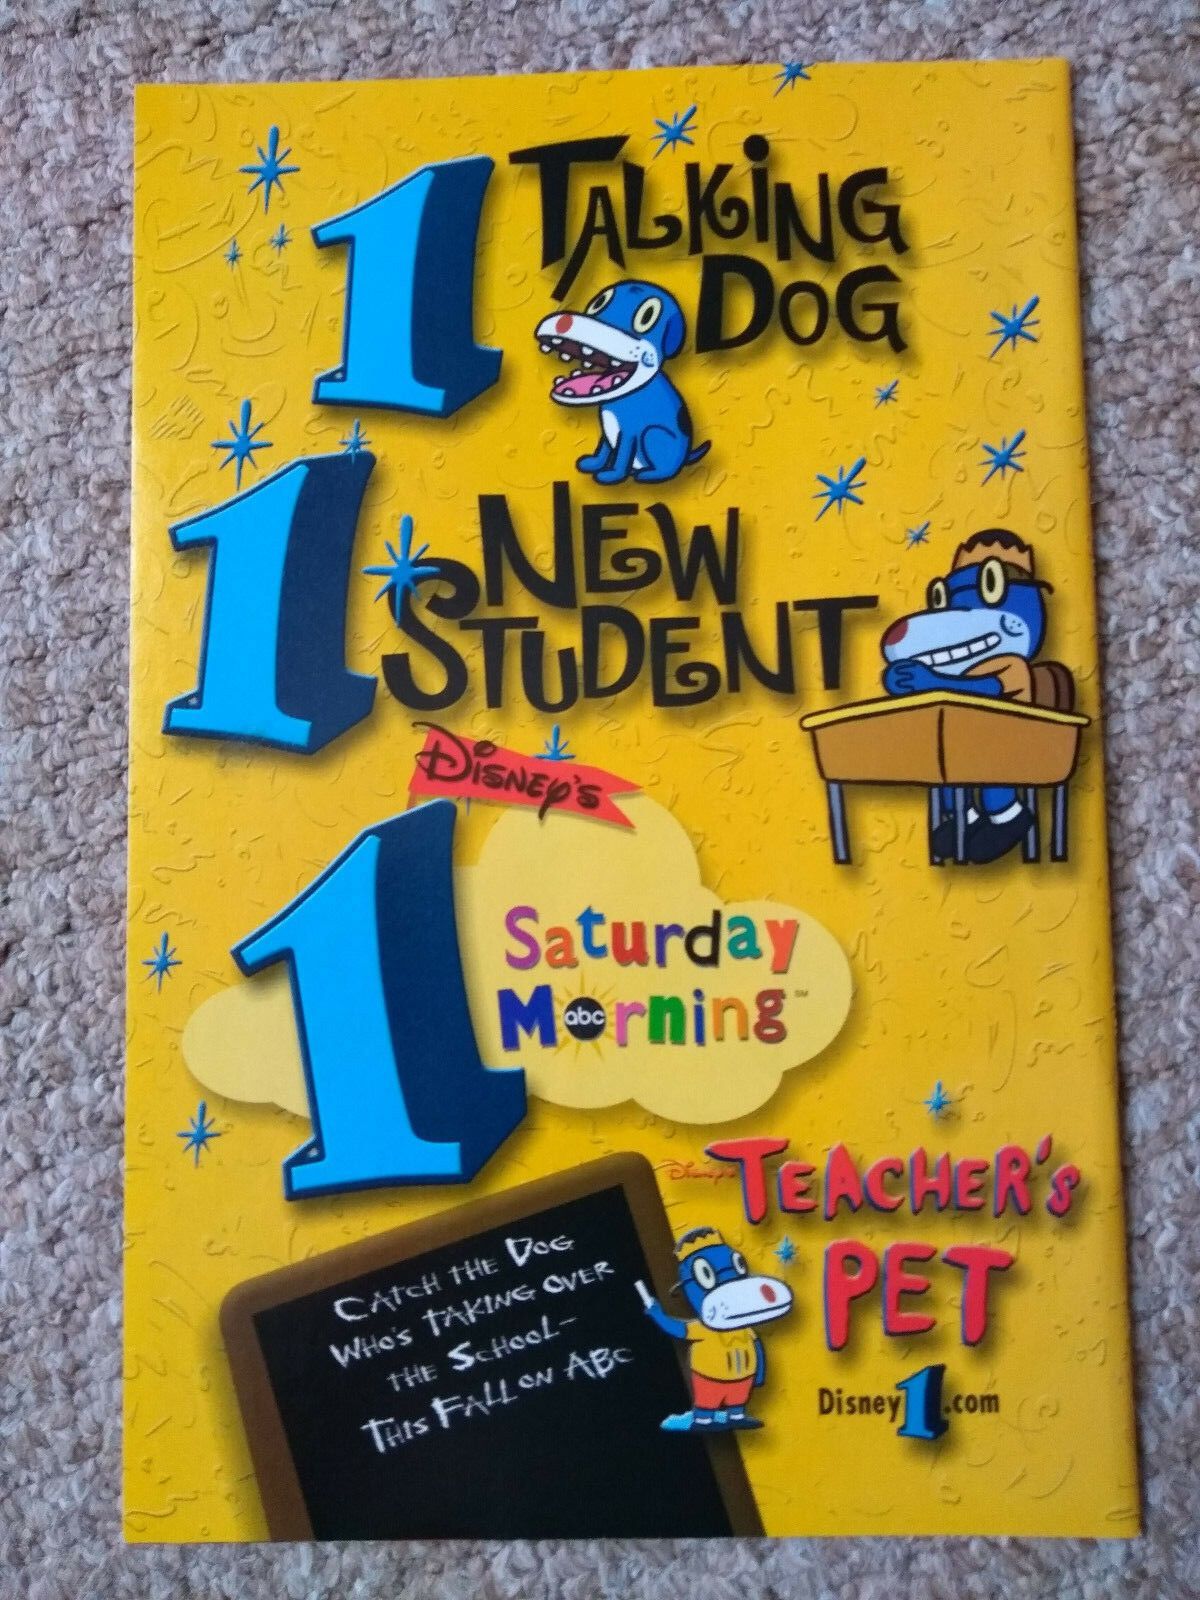 1 TALKING
DOG
1 NEW
STUDENT
DISNEY'S
1 Saturday
Morning™
abc
Disney's TEACHER'S
PET
CATCH THE DOG
WHO'S TAKING OVER
THE SCHOOL-
THIS FALL ON ABC
Disney1.com